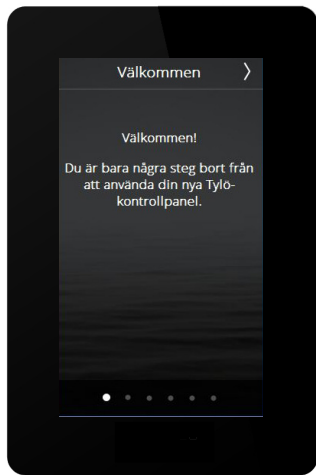 Välkommen
Välkommen!
Du är bara några steg bort från
att använda din nya Tylö-
kontrollpanel.